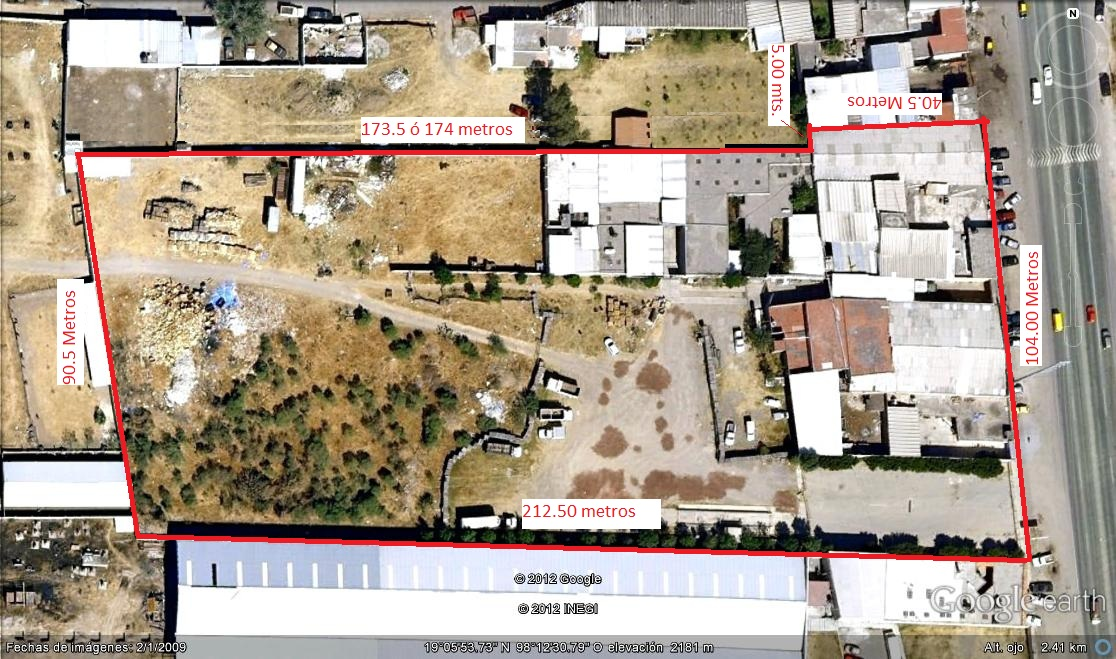 N
5.00 mts.
40.5 Metros
173.5 ó 174 metros
90.5 Metros
104.00 Metros
212.50 metros
© 2012 Google
© 2012 INEGI
Google earth
Fechas de imágenes: 2/1/2009
19°05'53.73" N 98°12'30.79" O elevación 2181 m
Alt. ojo 2.41 km